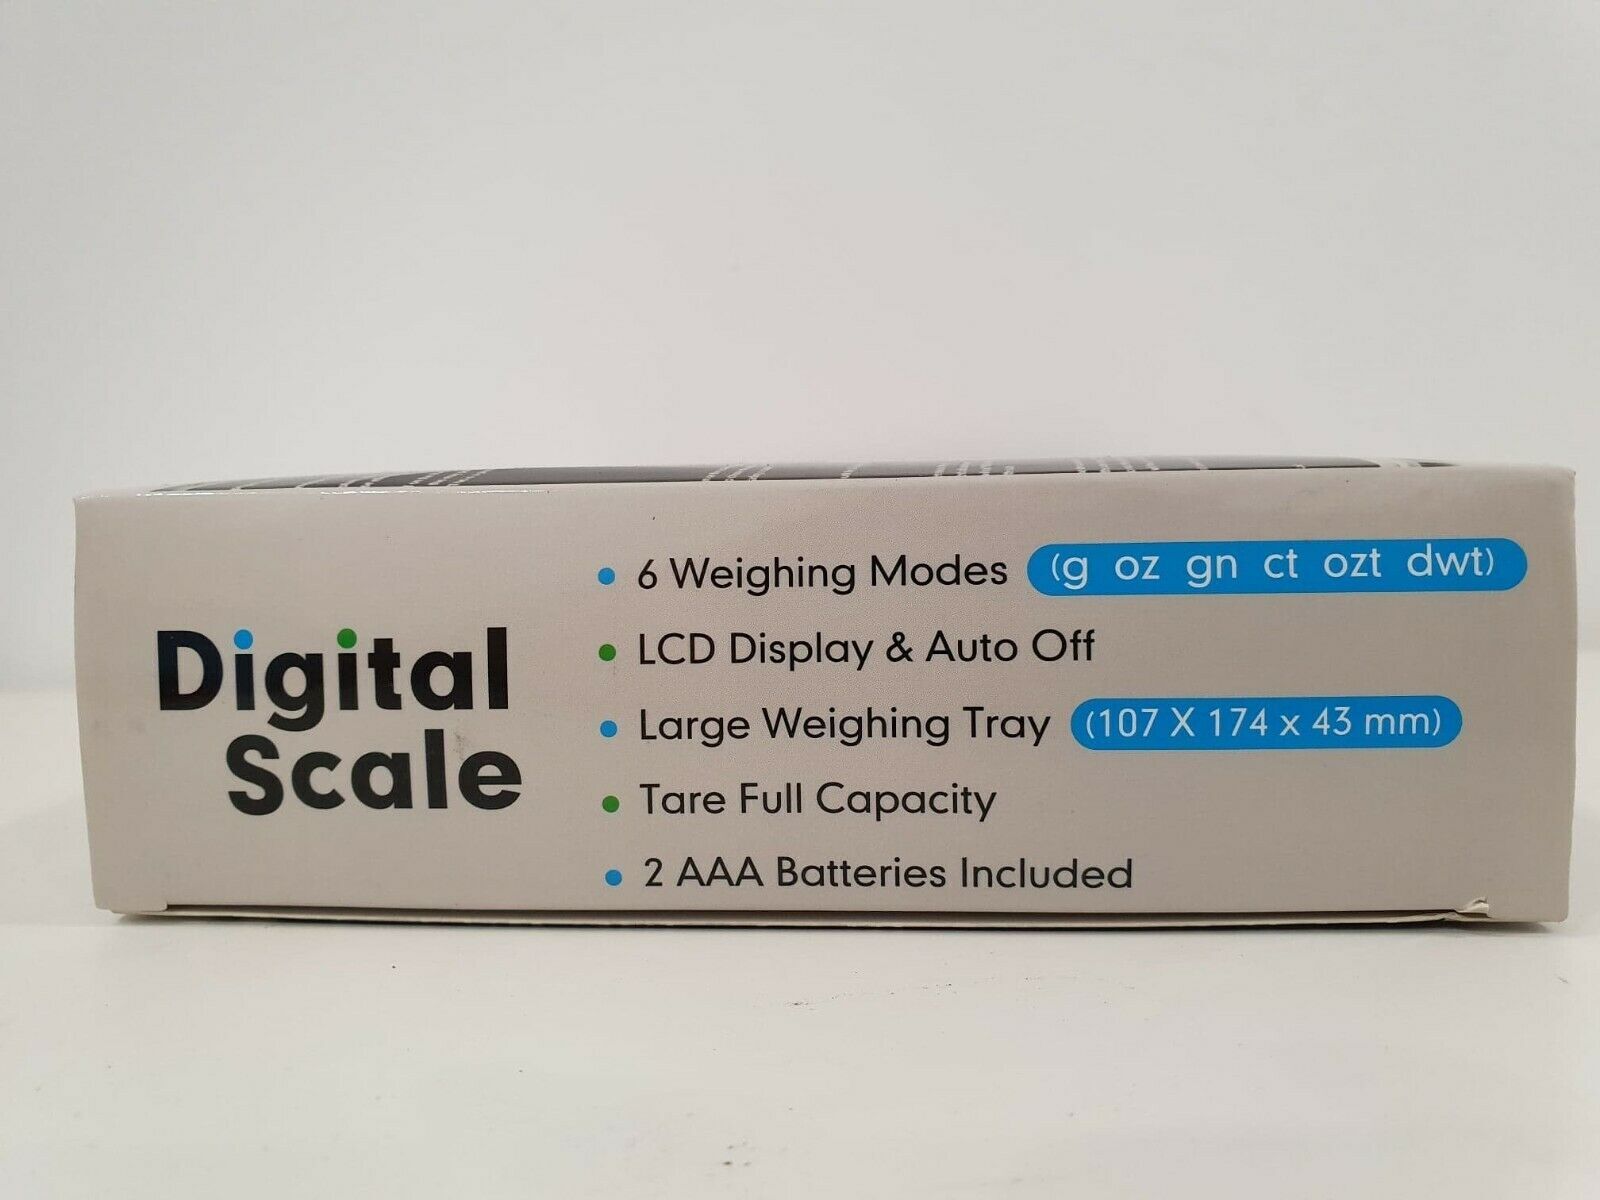 Digital
Scale
• 6 Weighing Modes (g oz gn ct ozt dwt)
• LCD Display & Auto Off
• Large Weighing Tray (107 X 174 x 43 mm)
• Tare Full Capacity
• 2 AAA Batteries Included